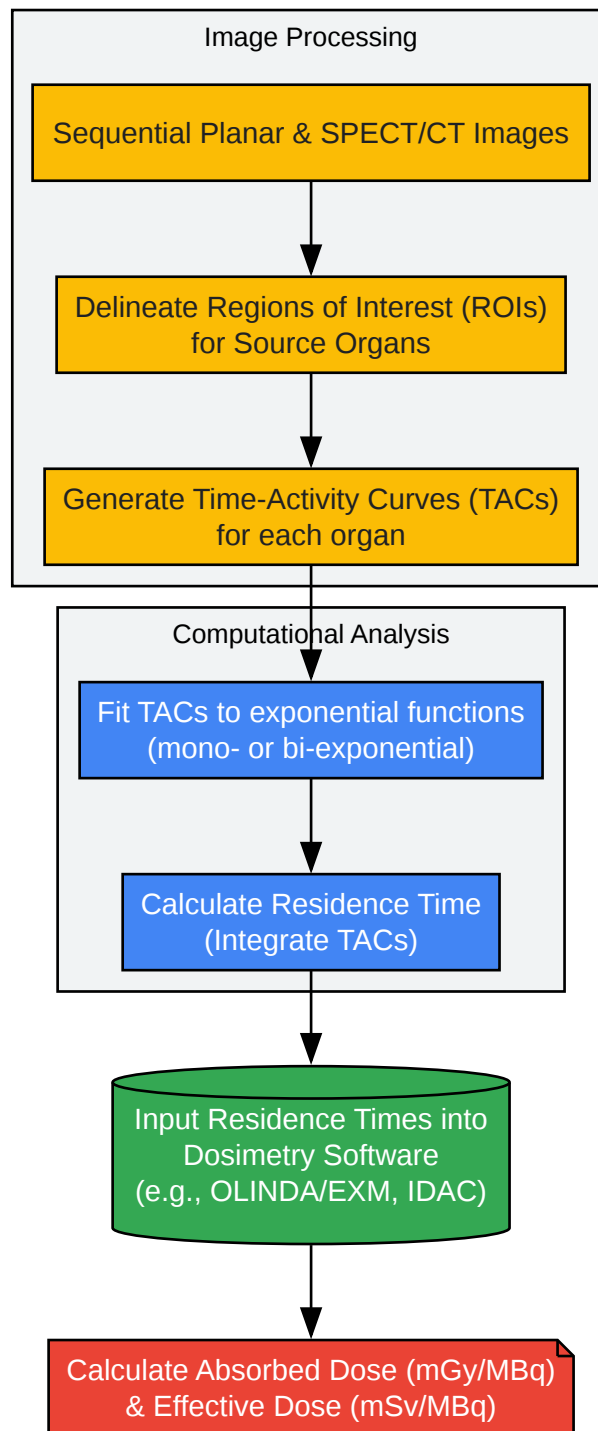 Image Processing
Sequential Planar & SPECT/CT Images
Delineate Regions of Interest (ROIs)
for Source Organs
Generate Time-Activity Curves (TACs)
for each organ
Computational Analysis
Fit TACs to exponential functions
(mono- or bi-exponential)
Calculate Residence Time
(Integrate TACs)
Input Residence Times into
Dosimetry Software
(e.g., OLINDA/EXM, IDAC)
Calculate Absorbed Dose (mGy/MBq)
& Effective Dose (mSv/MBq)